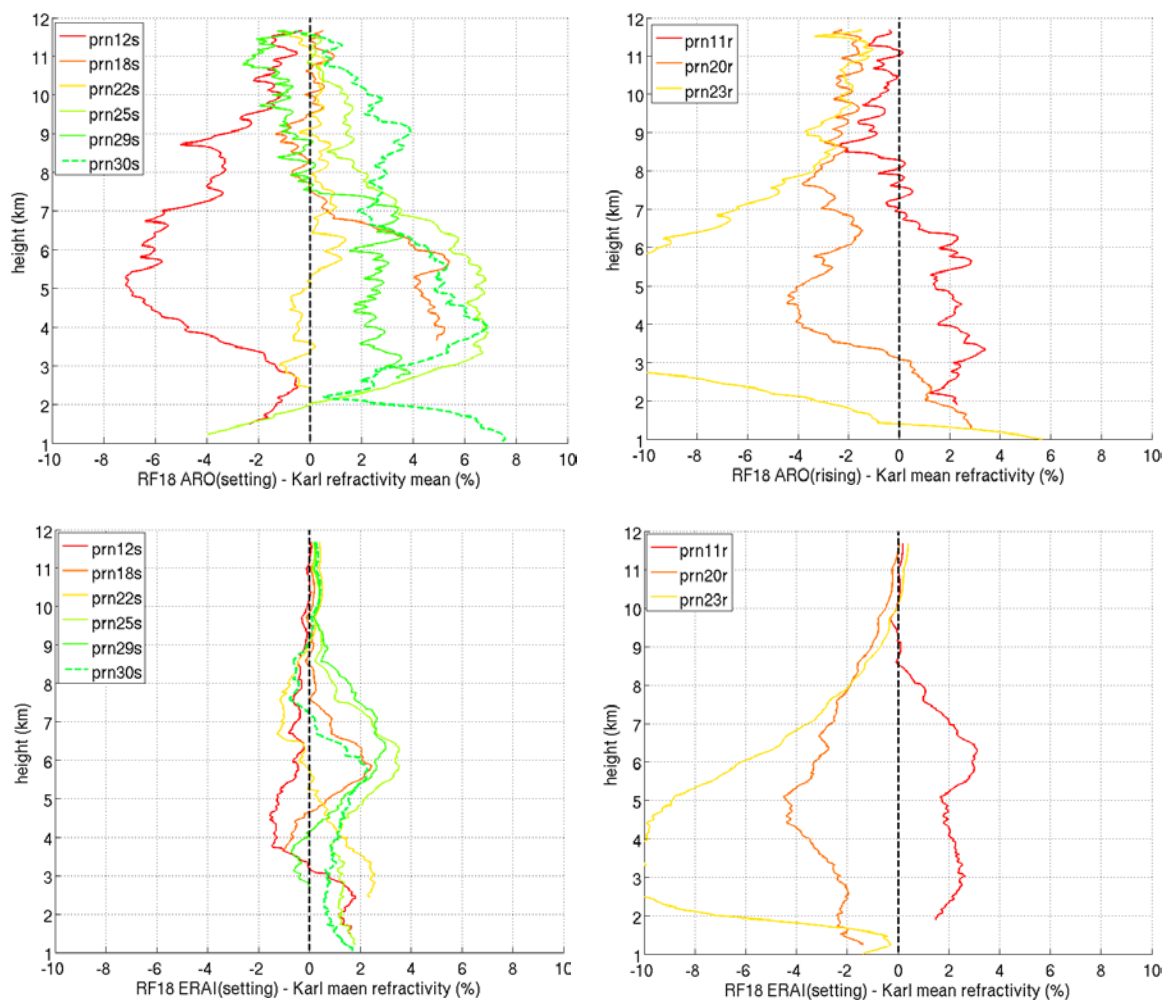 prn12s
prn18s
prn22s
prn25s
prn29s
prn30s
12
11
10
9
8
7
6
5
4
3
2
1
height (km)
-10 -8 -6 -4 -2 0 2 4 6 8 10
RF18 ARO(setting) - Karl refractivity mean (%)
prn11r
prn20r
prn23r
12
11
10
9
8
7
6
5
4
3
2
1
height (km)
-10 -8 -6 -4 -2 0 2 4 6 8 10
RF18 ARO(rising) - Karl mean refractivity (%)
prn12s
prn18s
prn22s
prn25s
prn29s
prn30s
12
11
10
9
8
7
6
5
4
3
2
1
height (km)
-10 -8 -6 -4 -2 0 2 4 6 8 10
RF18 ERAI(setting) - Karl maen refractivity (%)
prn11r
prn20r
prn23r
12
11
10
9
8
7
6
5
4
3
2
1
height (km)
-10 -8 -6 -4 -2 0 2 4 6 8 10
RF18 ERAI(setting) - Karl mean refractivity (%)